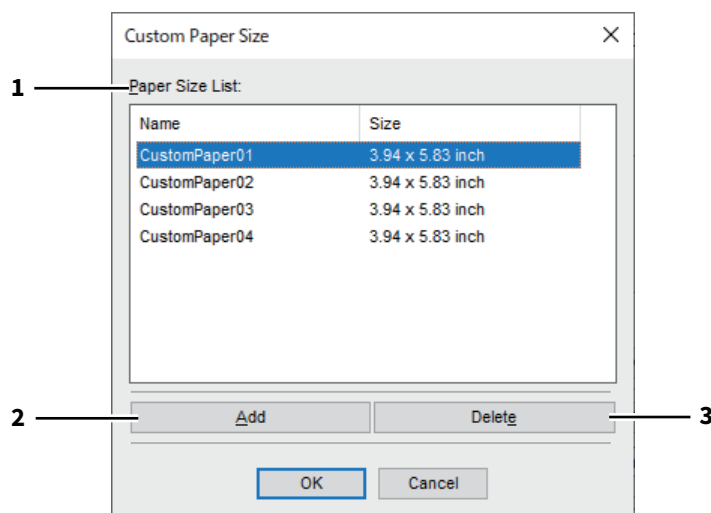 Custom Paper Size
1 Paper Size List:
Name Size
CustomPaper01 3.94 x 5.83 inch
CustomPaper02 3.94 x 5.83 inch
CustomPaper03 3.94 x 5.83 inch
CustomPaper04 3.94 x 5.83 inch
2 Add Delete 3
OK Cancel